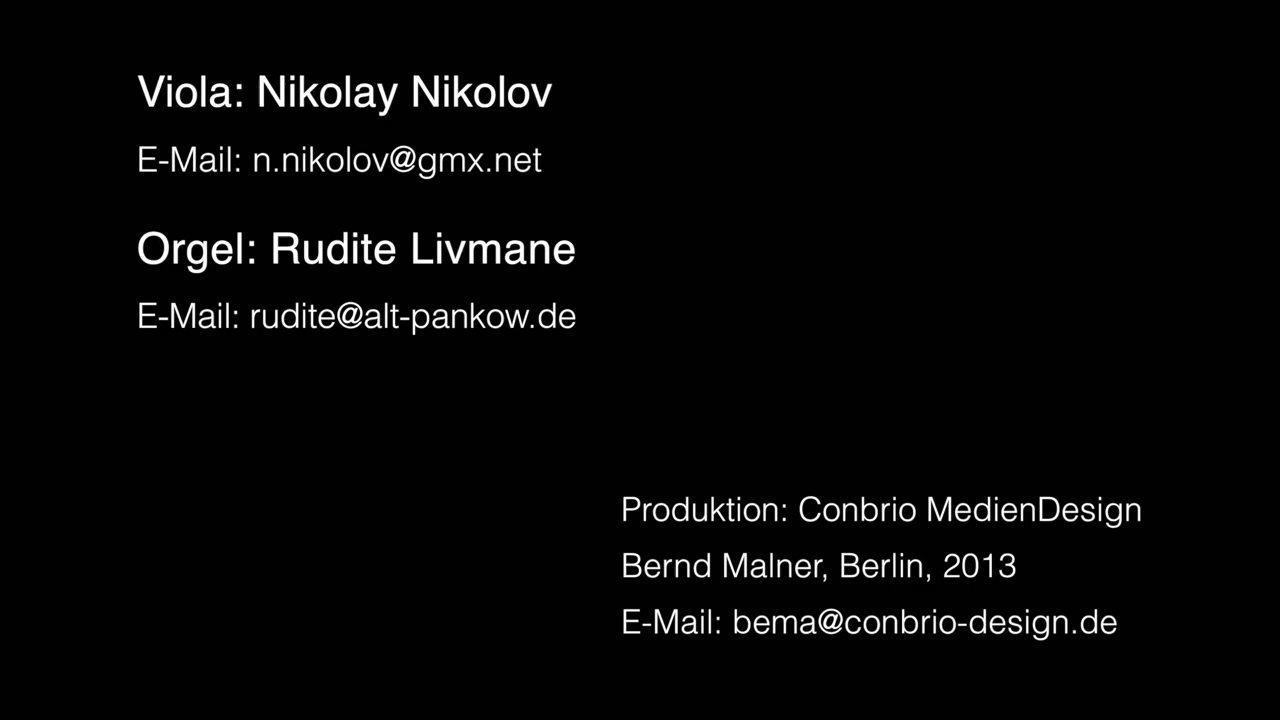 Viola: Nikolay Nikolov
E-Mail: n.nikolov@gmx.net
Orgel: Rudite Livmane
E-Mail: rudite@alt-pankow.de
Produktion: Conbrio MedienDesign
Bernd Malner, Berlin, 2013
E-Mail: bema@conbrio-design.de